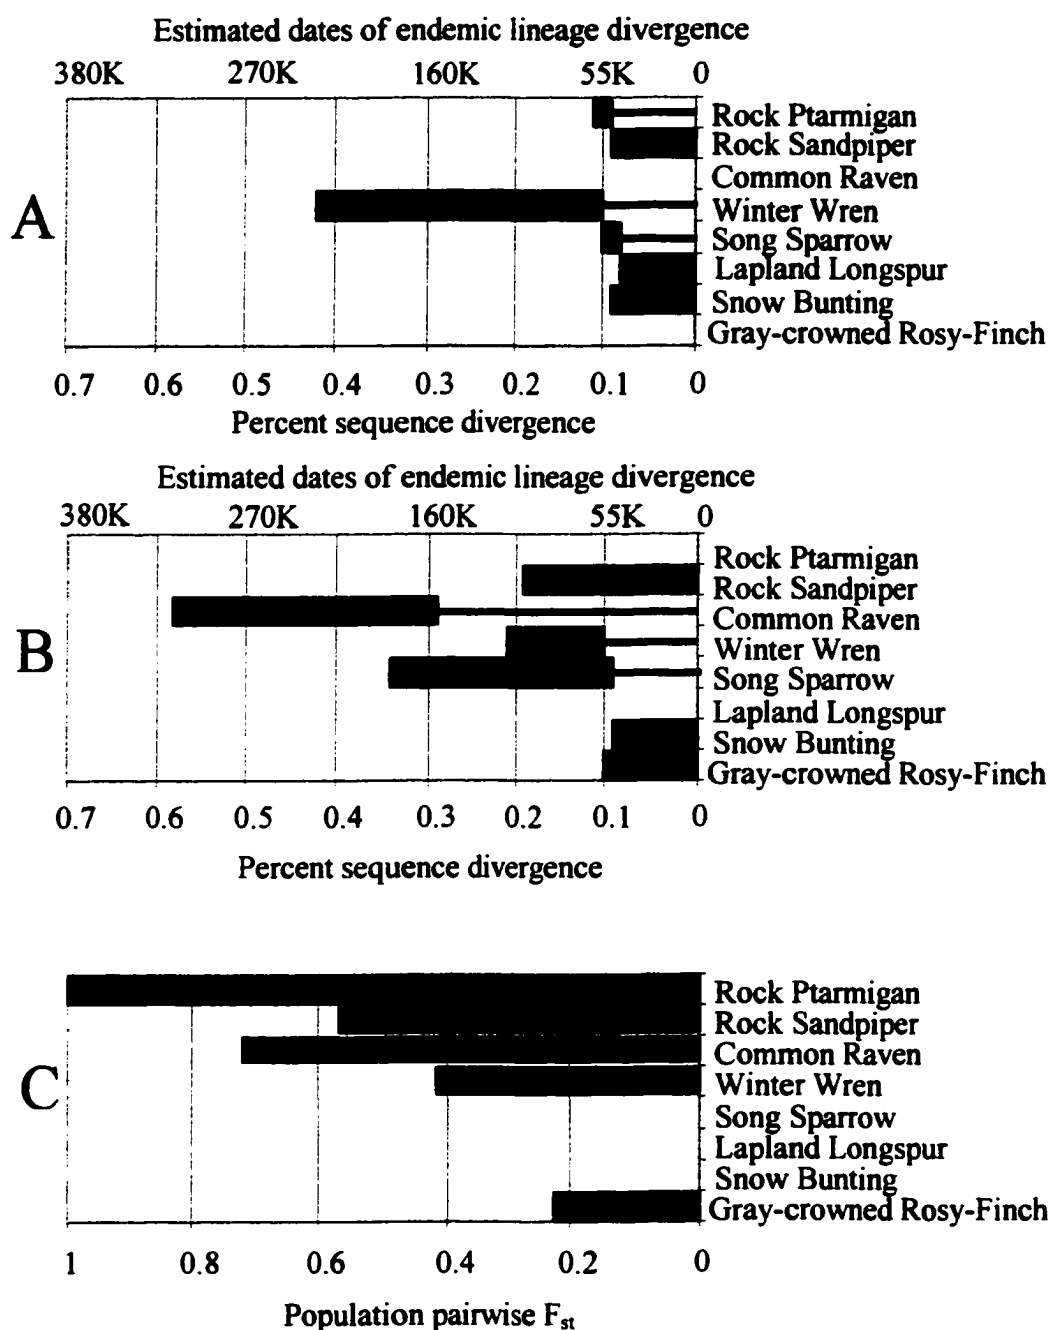 Estimated dates of endemic lineage divergence
380K 270K 160K 55K 0
A
Rock Ptarmigan
Rock Sandpiper
Common Raven
Winter Wren
Song Sparrow
Lapland Longspur
Snow Bunting
Gray-crowned Rosy-Finch
0.7 0.6 0.5 0.4 0.3 0.2 0.1 0
Percent sequence divergence
Estimated dates of endemic lineage divergence
380K 270K 160K 55K 0
B
Rock Ptarmigan
Rock Sandpiper
Common Raven
Winter Wren
Song Sparrow
Lapland Longspur
Snow Bunting
Gray-crowned Rosy-Finch
0.7 0.6 0.5 0.4 0.3 0.2 0.1 0
Percent sequence divergence
C
Rock Ptarmigan
Rock Sandpiper
Common Raven
Winter Wren
Song Sparrow
Lapland Longspur
Snow Bunting
Gray-crowned Rosy-Finch
1 0.8 0.6 0.4 0.2 0
Population pairwise Fst